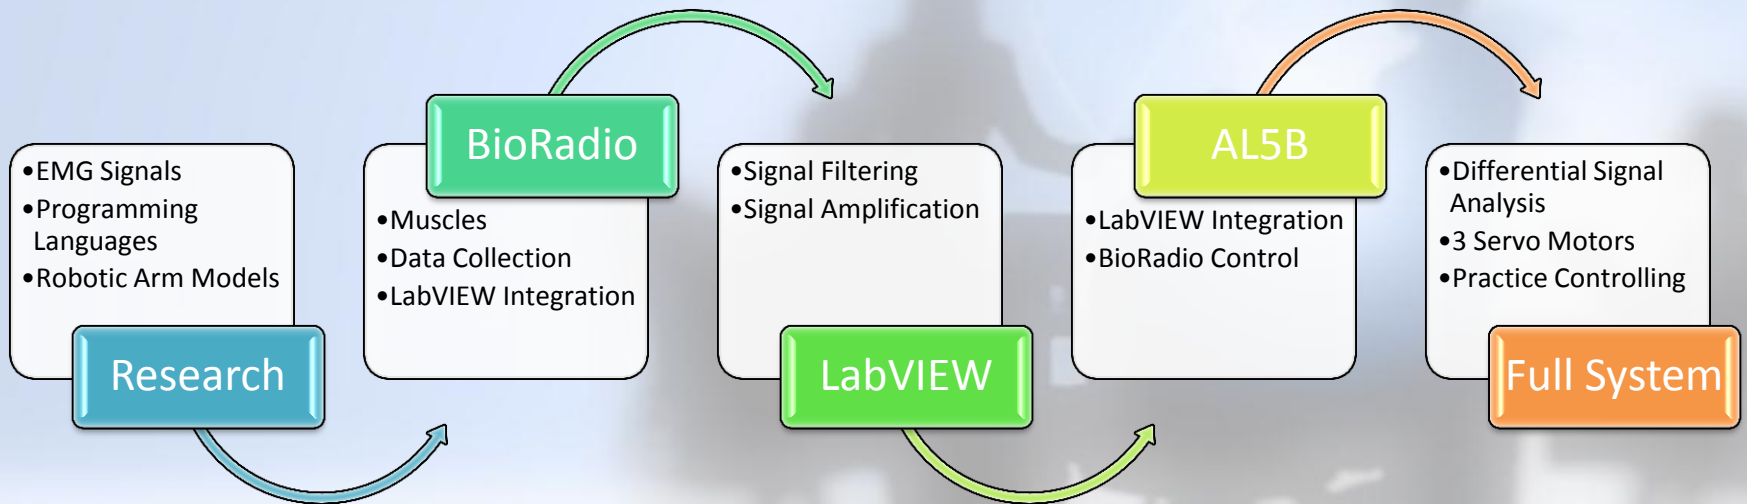 •EMG Signals
•Programming
Languages
•Robotic Arm Models
Research
BioRadio
•Muscles
•Data Collection
•LabVIEW Integration
•Signal Filtering
•Signal Amplification
LabVIEW
AL5B
•LabVIEW Integration
•BioRadio Control
•Differential Signal
Analysis
•3 Servo Motors
•Practice Controlling
Full System